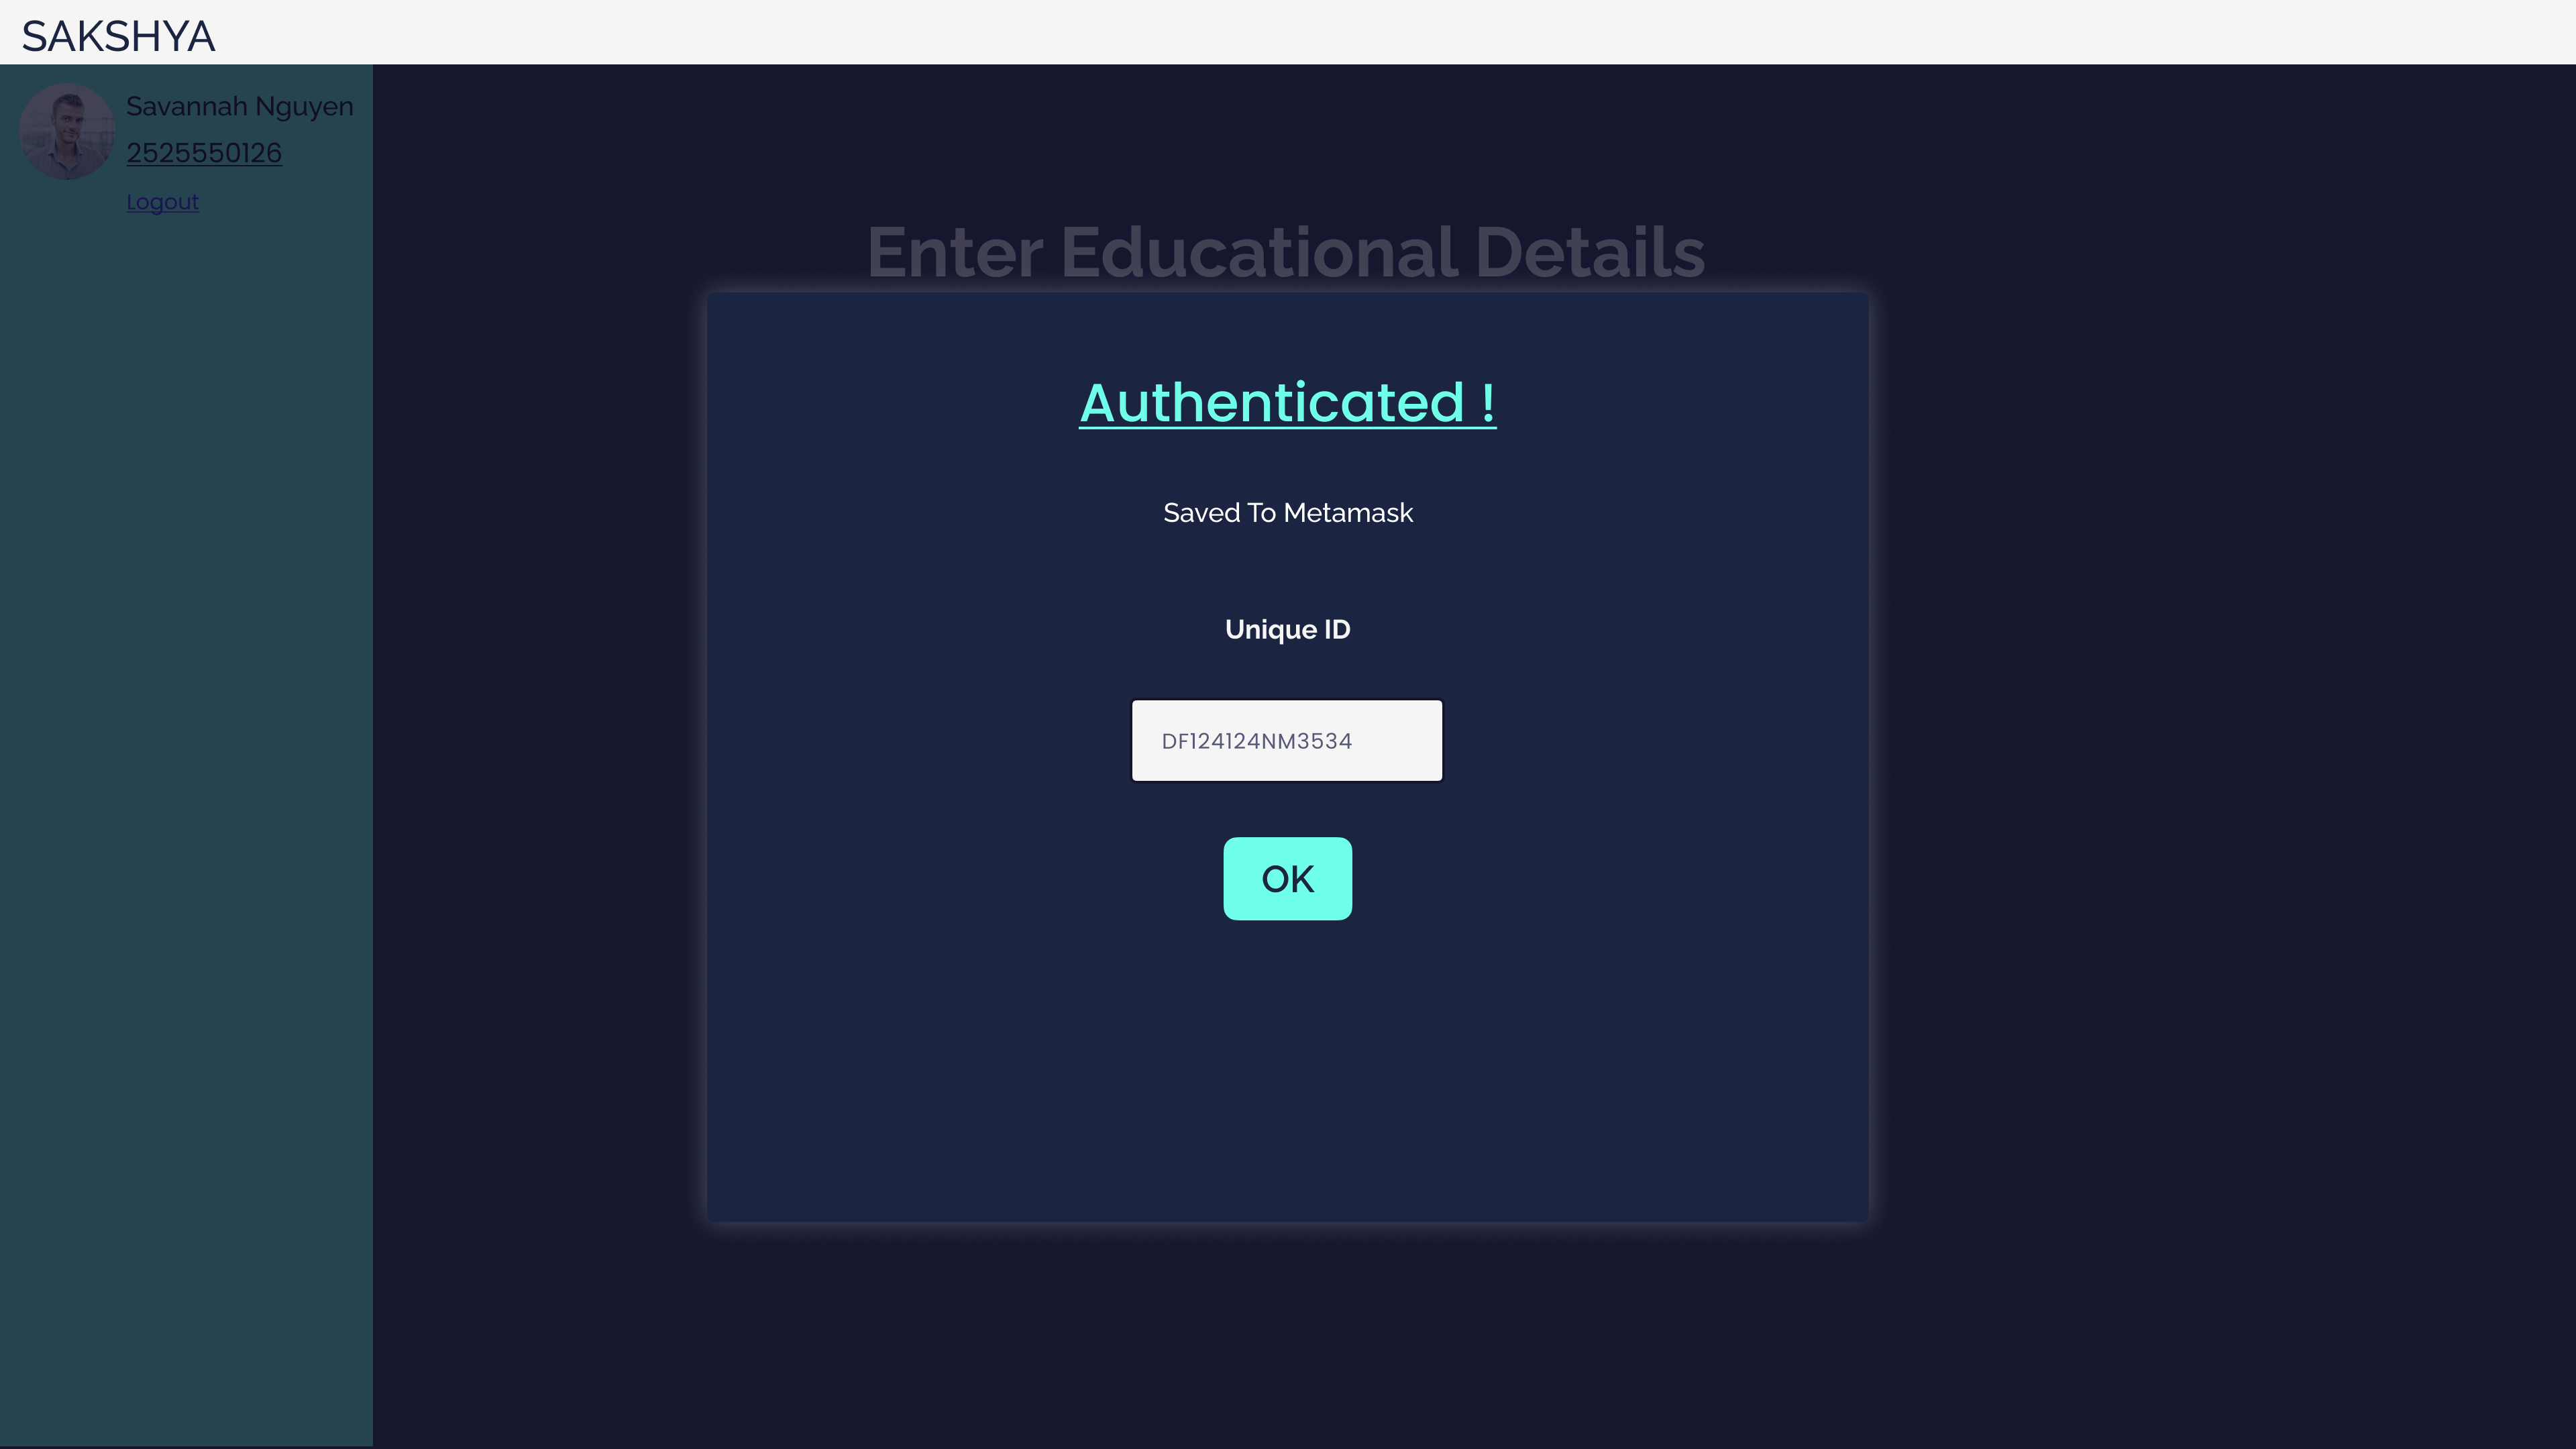 SAKSHYA
Savannah Nguyen
2525550126
Logout
Enter Educational Details
Authenticated !
Saved To Metamask
Unique ID
DF124124NM3534
OK